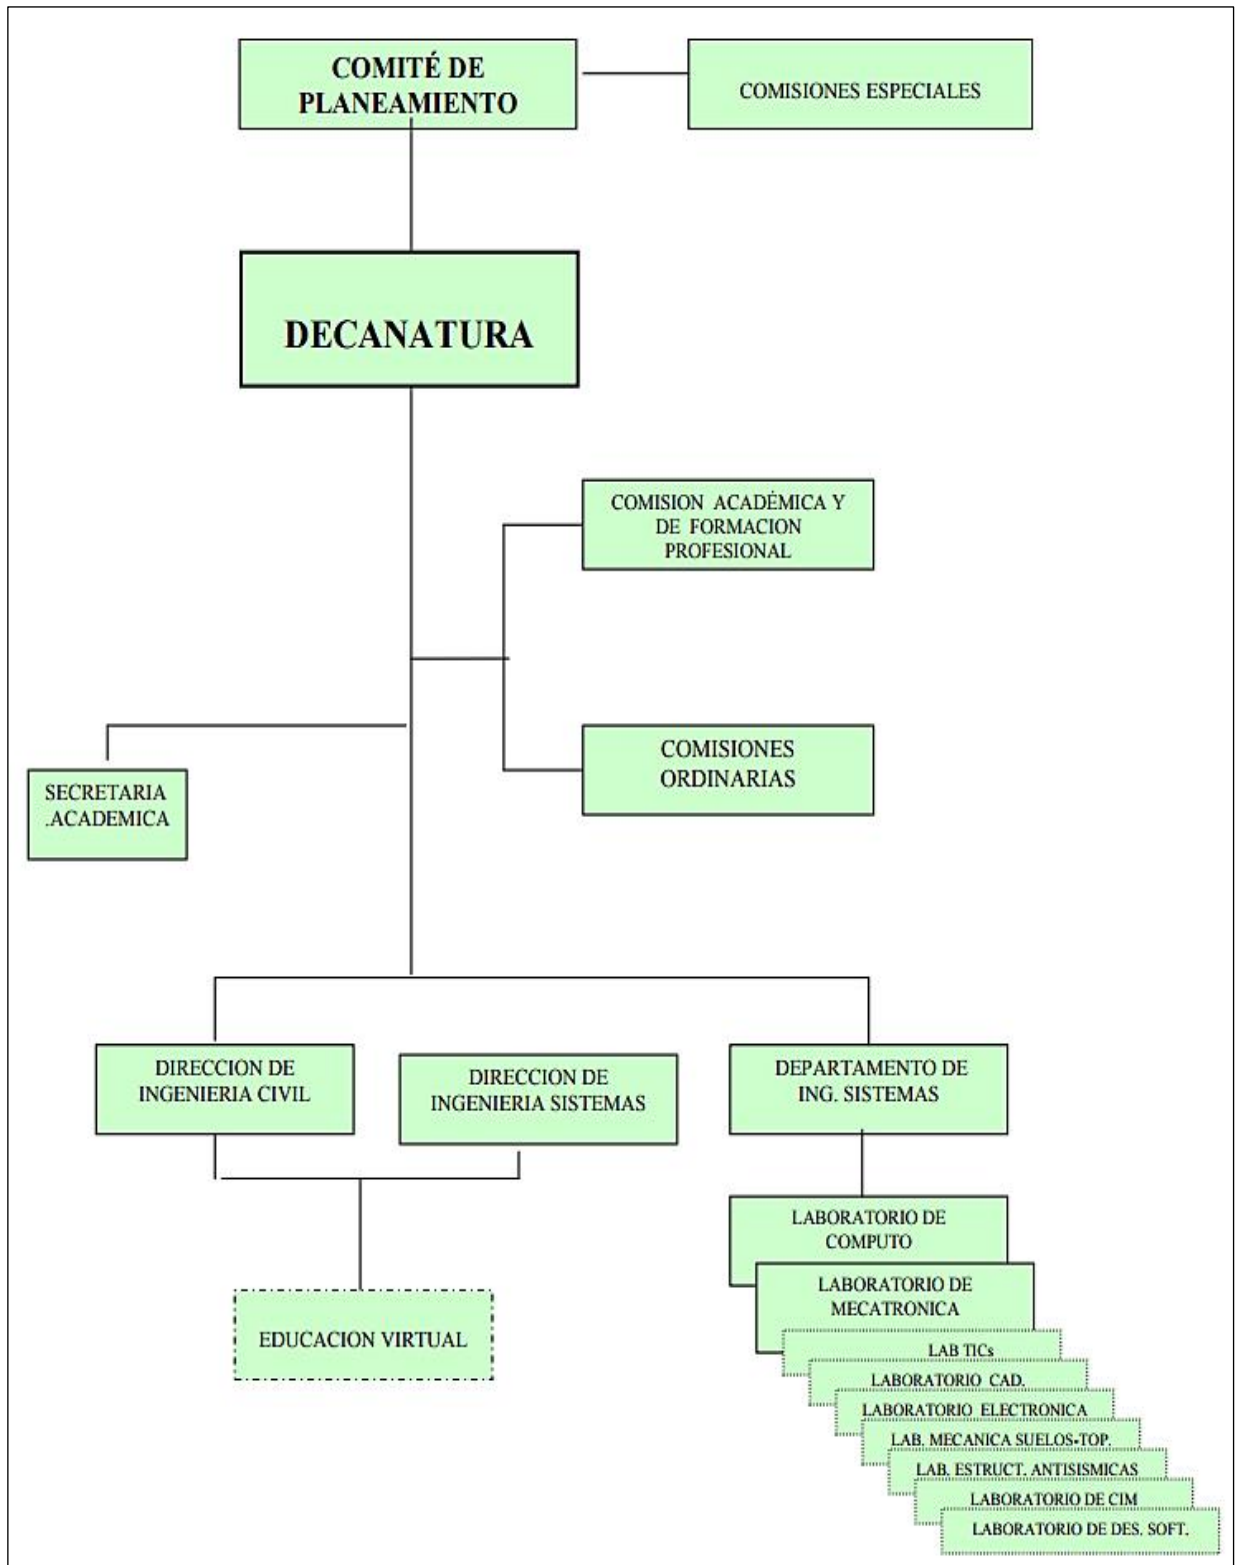 COMITÉ DE
PLANEAMIENTO
COMISIONES ESPECIALES
DECANATURA
COMISION ACADÉMICA Y
DE FORMACION
PROFESIONAL
COMISIONES
ORDINARIAS
SECRETARIA
.ACADEMICA
DIRECCION DE
INGENIERIA CIVIL
DIRECCION DE
INGENIERIA SISTEMAS
DEPARTAMENTO DE
ING. SISTEMAS
LABORATORIO DE
COMPUTO
LABORATORIO DE
MECATRONICA
LAB TICs
LABORATORIO CAD.
LABORATORIO ELECTRONICA
LAB. MECANICA SUELOS-TOP.
LAB. ESTRUCT. ANTISISMICAS
LABORATORIO DE CIM
LABORATORIO DE DES. SOFT.
EDUCACION VIRTUAL